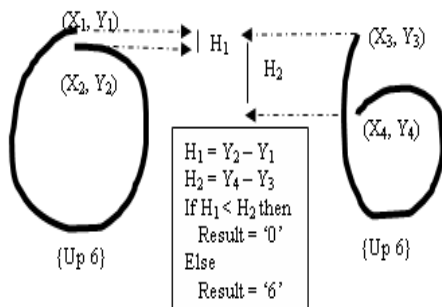 (X1, Y1)
H1
(X3, Y3)
(X2, Y2)
H2
(X4, Y4)
H1 = Y2 – Y1
H2 = Y4 – Y3
If H1 < H2 then
Result = ‘0’
Else
Result = ‘6’
{Up 6}
{Up 6}